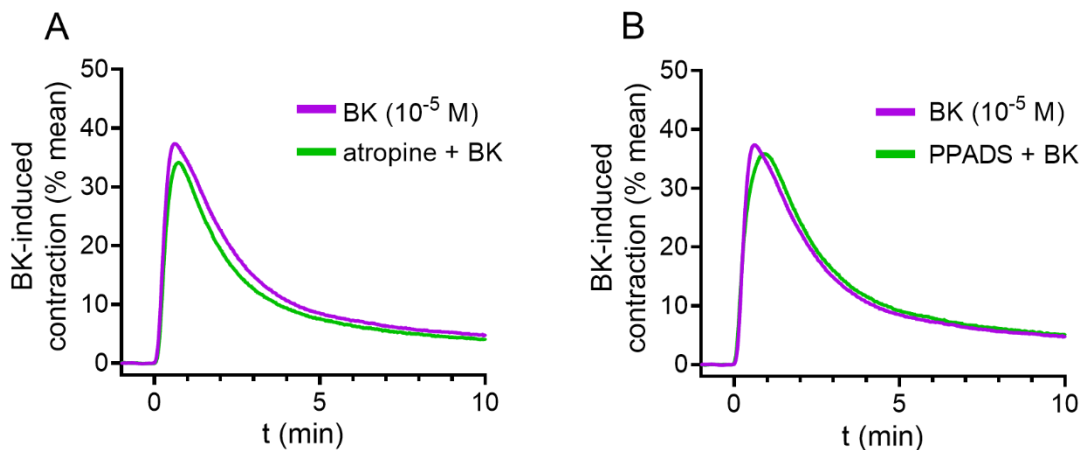 A
BK-induced
contraction (% mean)
50
40
30
20
10
0
BK (10⁻⁵ M)
atropine + BK
0 5 10
t (min)
B
BK-induced
contraction (% mean)
50
40
30
20
10
0
BK (10⁻⁵ M)
PPADS + BK
0 5 10
t (min)